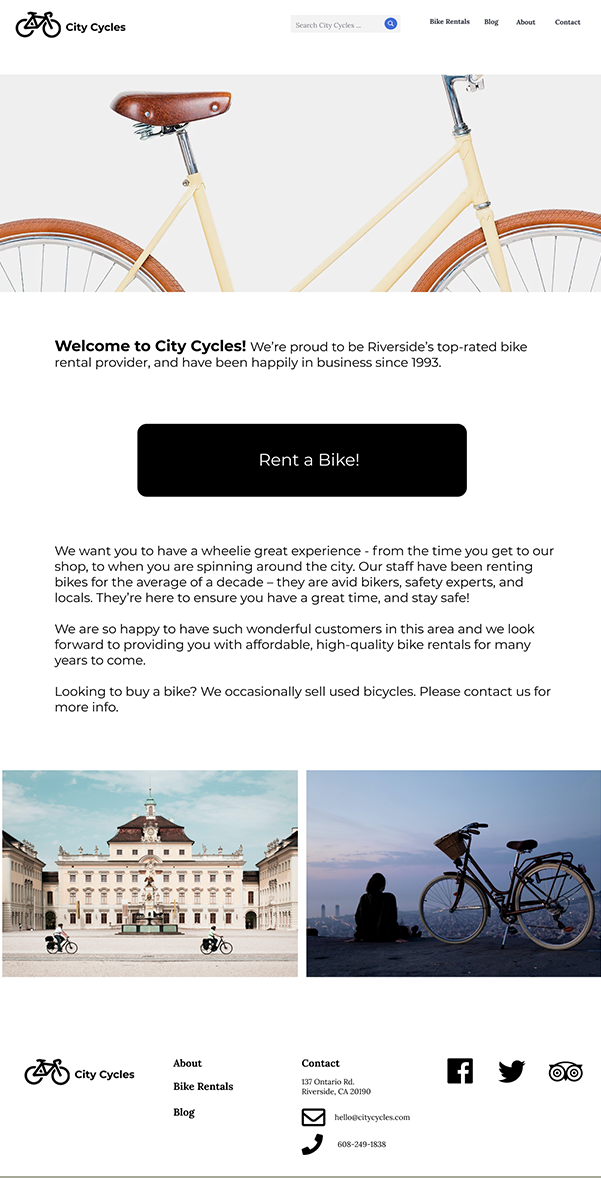 City Cycles
Search City Cycles ...
Bike Rentals
Blog
About
Contact
Welcome to City Cycles! We’re proud to be Riverside’s top-rated bike
rental provider, and have been happily in business since 1993.
Rent a Bike!
We want you to have a wheelie great experience - from the time you get to our
shop, to when you are spinning around the city. Our staff have been renting
bikes for the average of a decade – they are avid bikers, safety experts, and
locals. They’re here to ensure you have a great time, and stay safe!
We are so happy to have such wonderful customers in this area and we look
forward to providing you with affordable, high-quality bike rentals for many
years to come.
Looking to buy a bike? We occasionally sell used bicycles. Please contact us for
more info.
City Cycles
About
Bike Rentals
Blog
Contact
137 Ontario Rd.
Riverside, CA 20190
hello@citycycles.com
608-249-1838